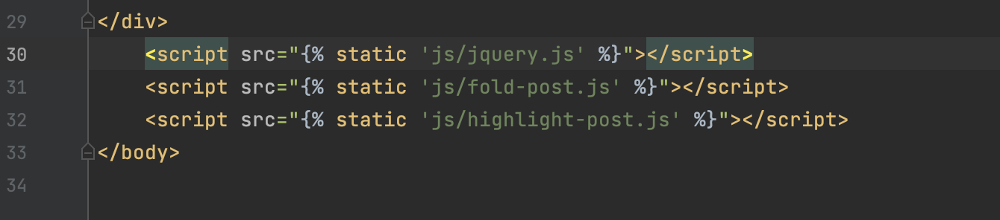 29 </div>
30 <script src="{% static 'js/jquery.js' %}"></script>
31 <script src="{% static 'js/fold-post.js' %}"></script>
32 <script src="{% static 'js/highlight-post.js' %}"></script>
33 </body>
34